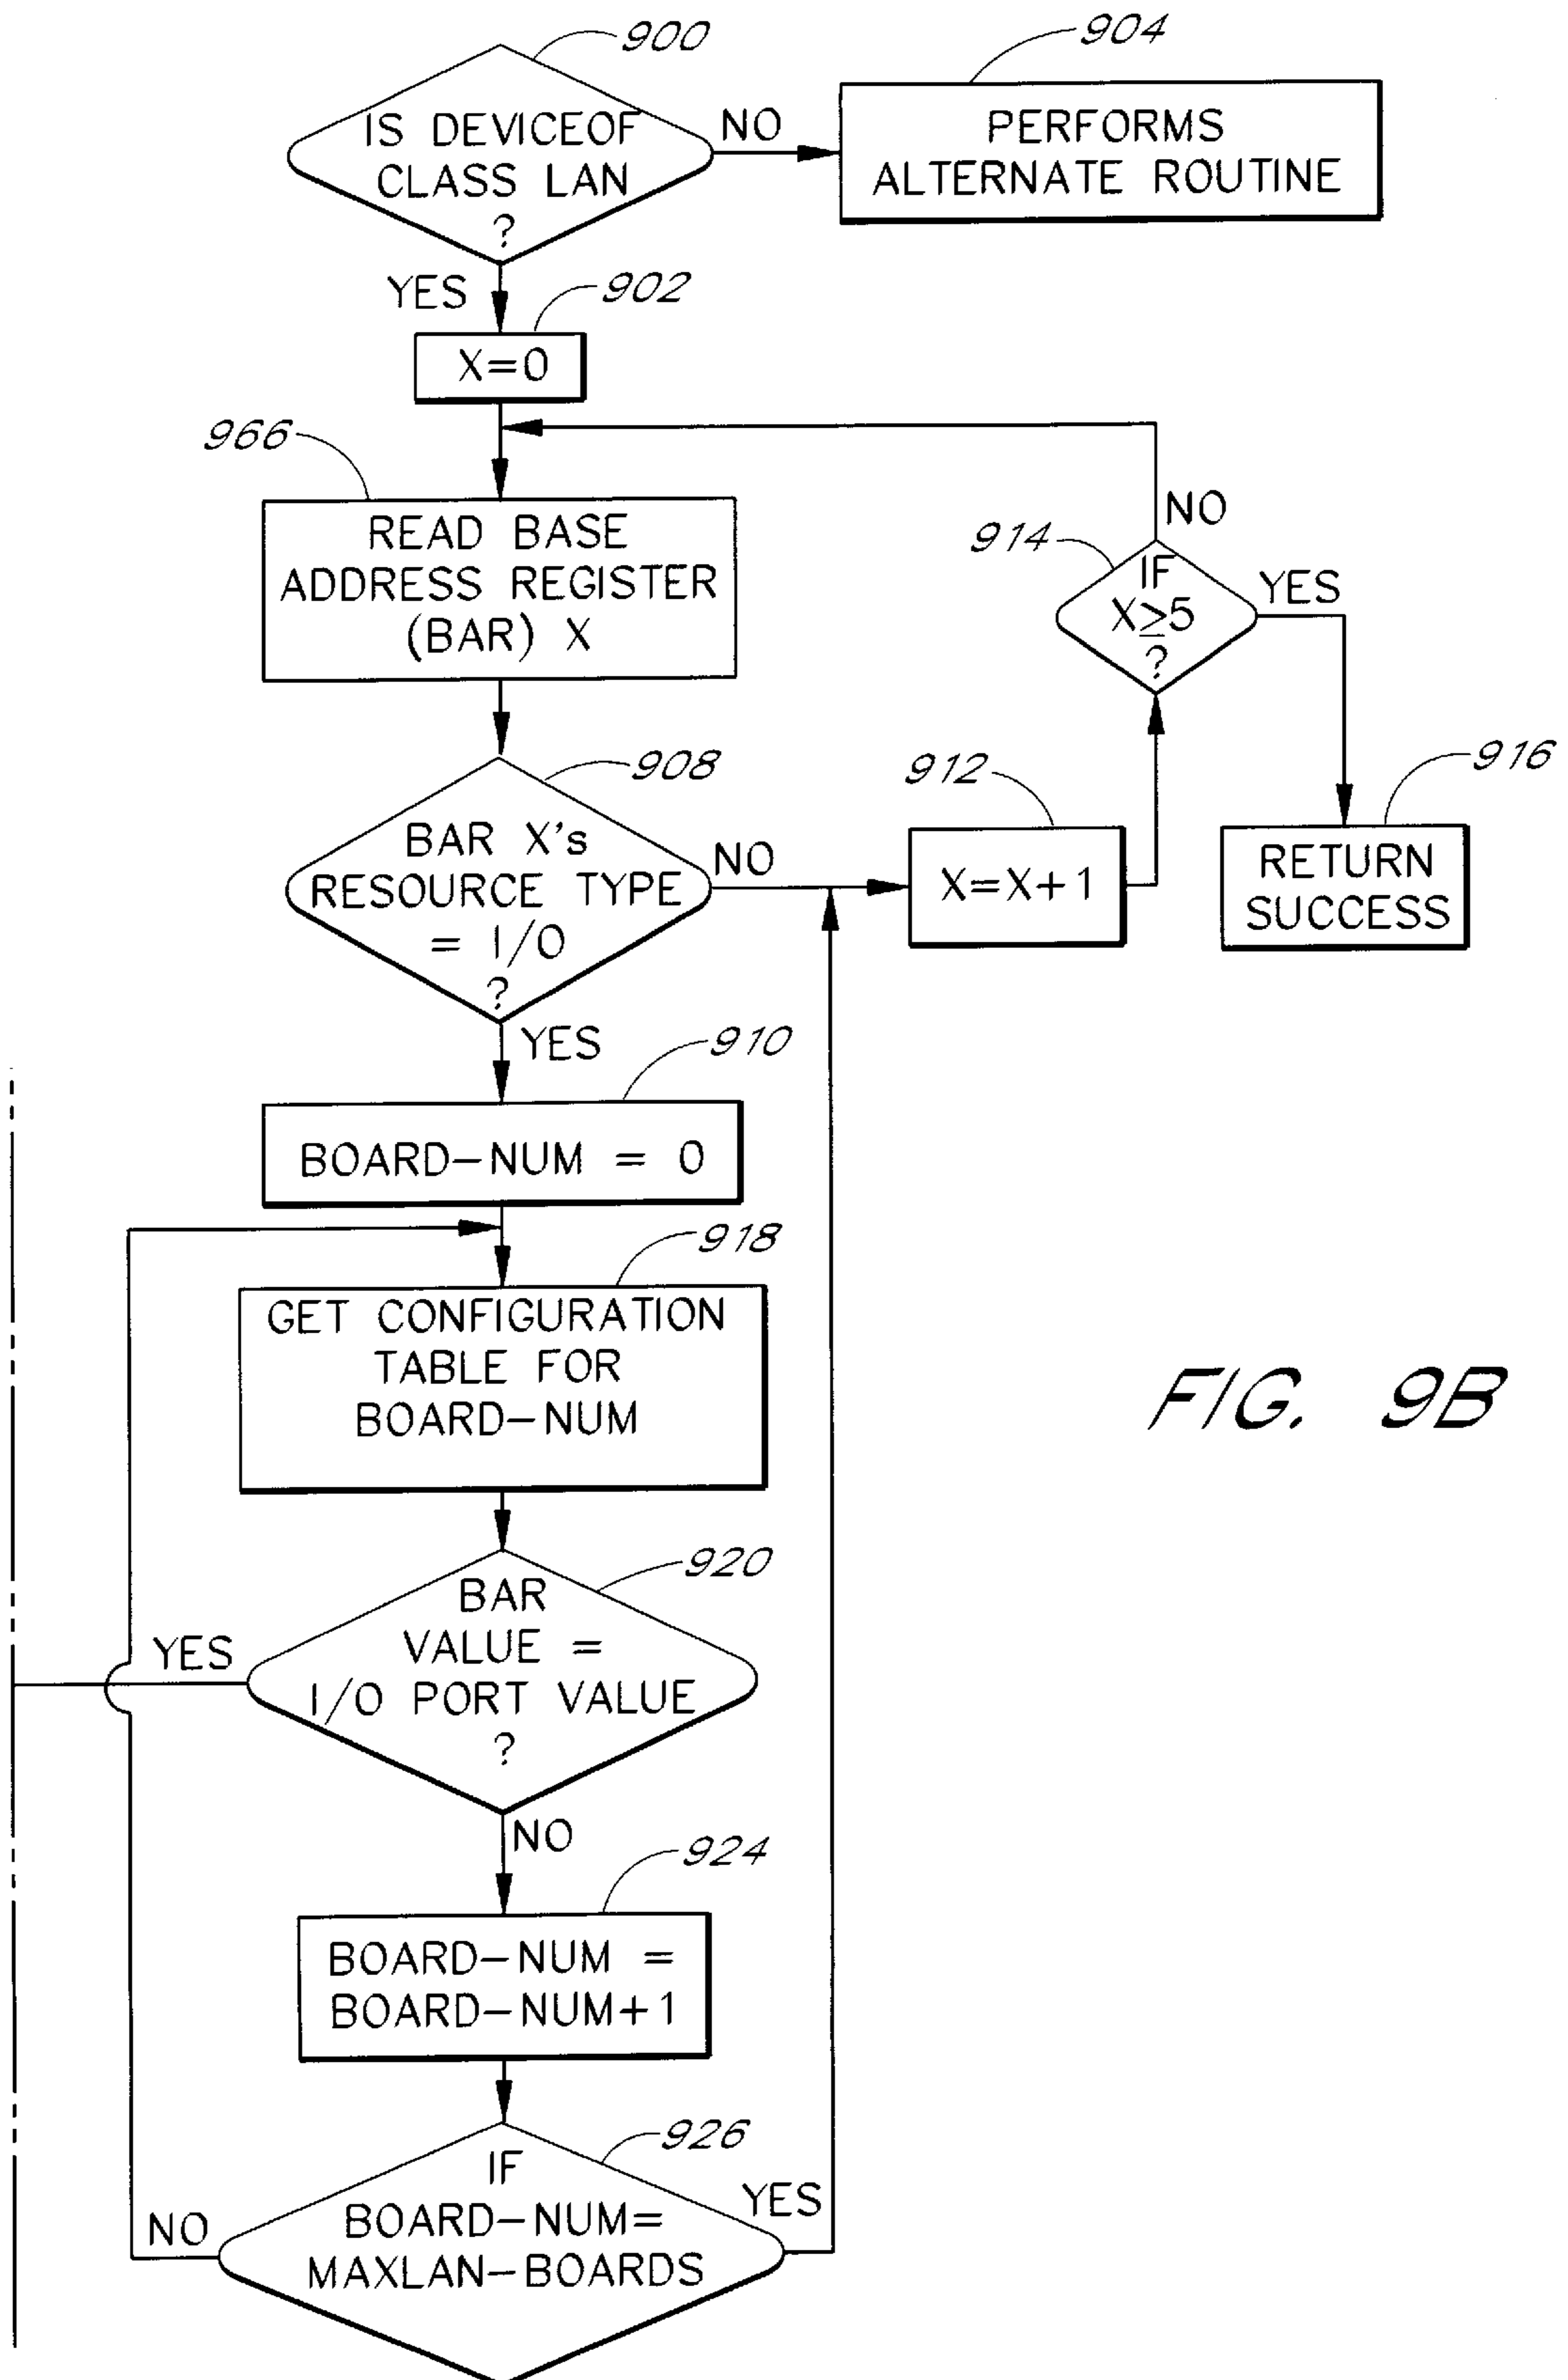 900
IS DEVICEOF
CLASS LAN
?
NO
904
PERFORMS
ALTERNATE ROUTINE
YES
902
X=0
966
READ BASE
ADDRESS REGISTER
(BAR) X
NO
914
IF
X≥5
?
YES
908
BAR X's
RESOURCE TYPE
= I/O
?
NO
912
X=X+1
916
RETURN
SUCCESS
YES
910
BOARD-NUM = 0
918
GET CONFIGURATION
TABLE FOR
BOARD-NUM
FIG. 9B
920
BAR
VALUE =
I/O PORT VALUE
?
YES
NO
924
BOARD-NUM =
BOARD-NUM+1
926
IF
BOARD-NUM=
MAXLAN-BOARDS
NO
YES